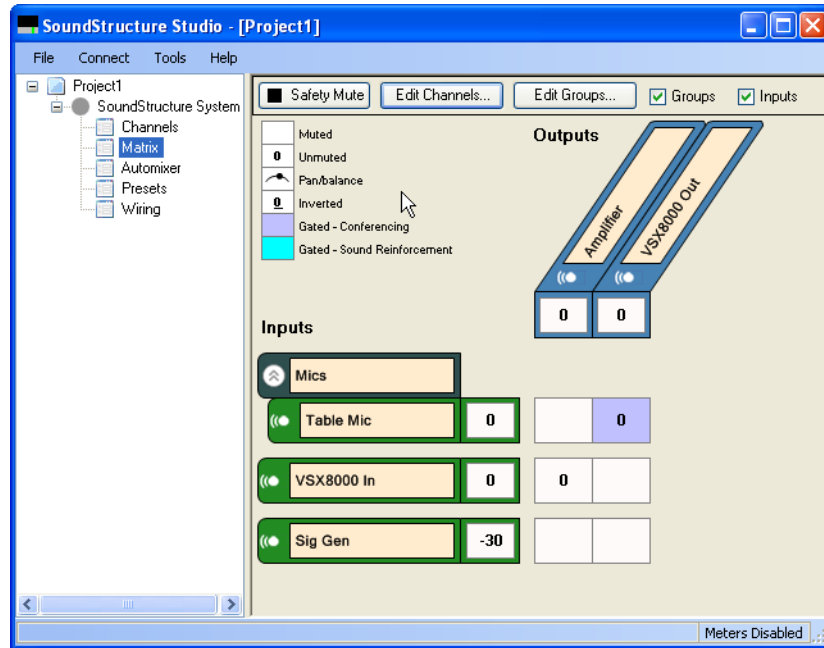 SoundStructure Studio - [Project1]
File Connect Tools Help
Project1
SoundStructure System
Channels
Matrix
Automixer
Presets
Wiring
Safety Mute Edit Channels... Edit Groups... Groups Inputs
Muted
0 Unmuted
Pan/balance
0 Inverted
Gated - Conferencing
Gated - Sound Reinforcement
Outputs
Amplifier
VSX8000 Out
0 0
Inputs
Mics
Table Mic 0 0
VSX8000 In 0 0
Sig Gen -30
Meters Disabled